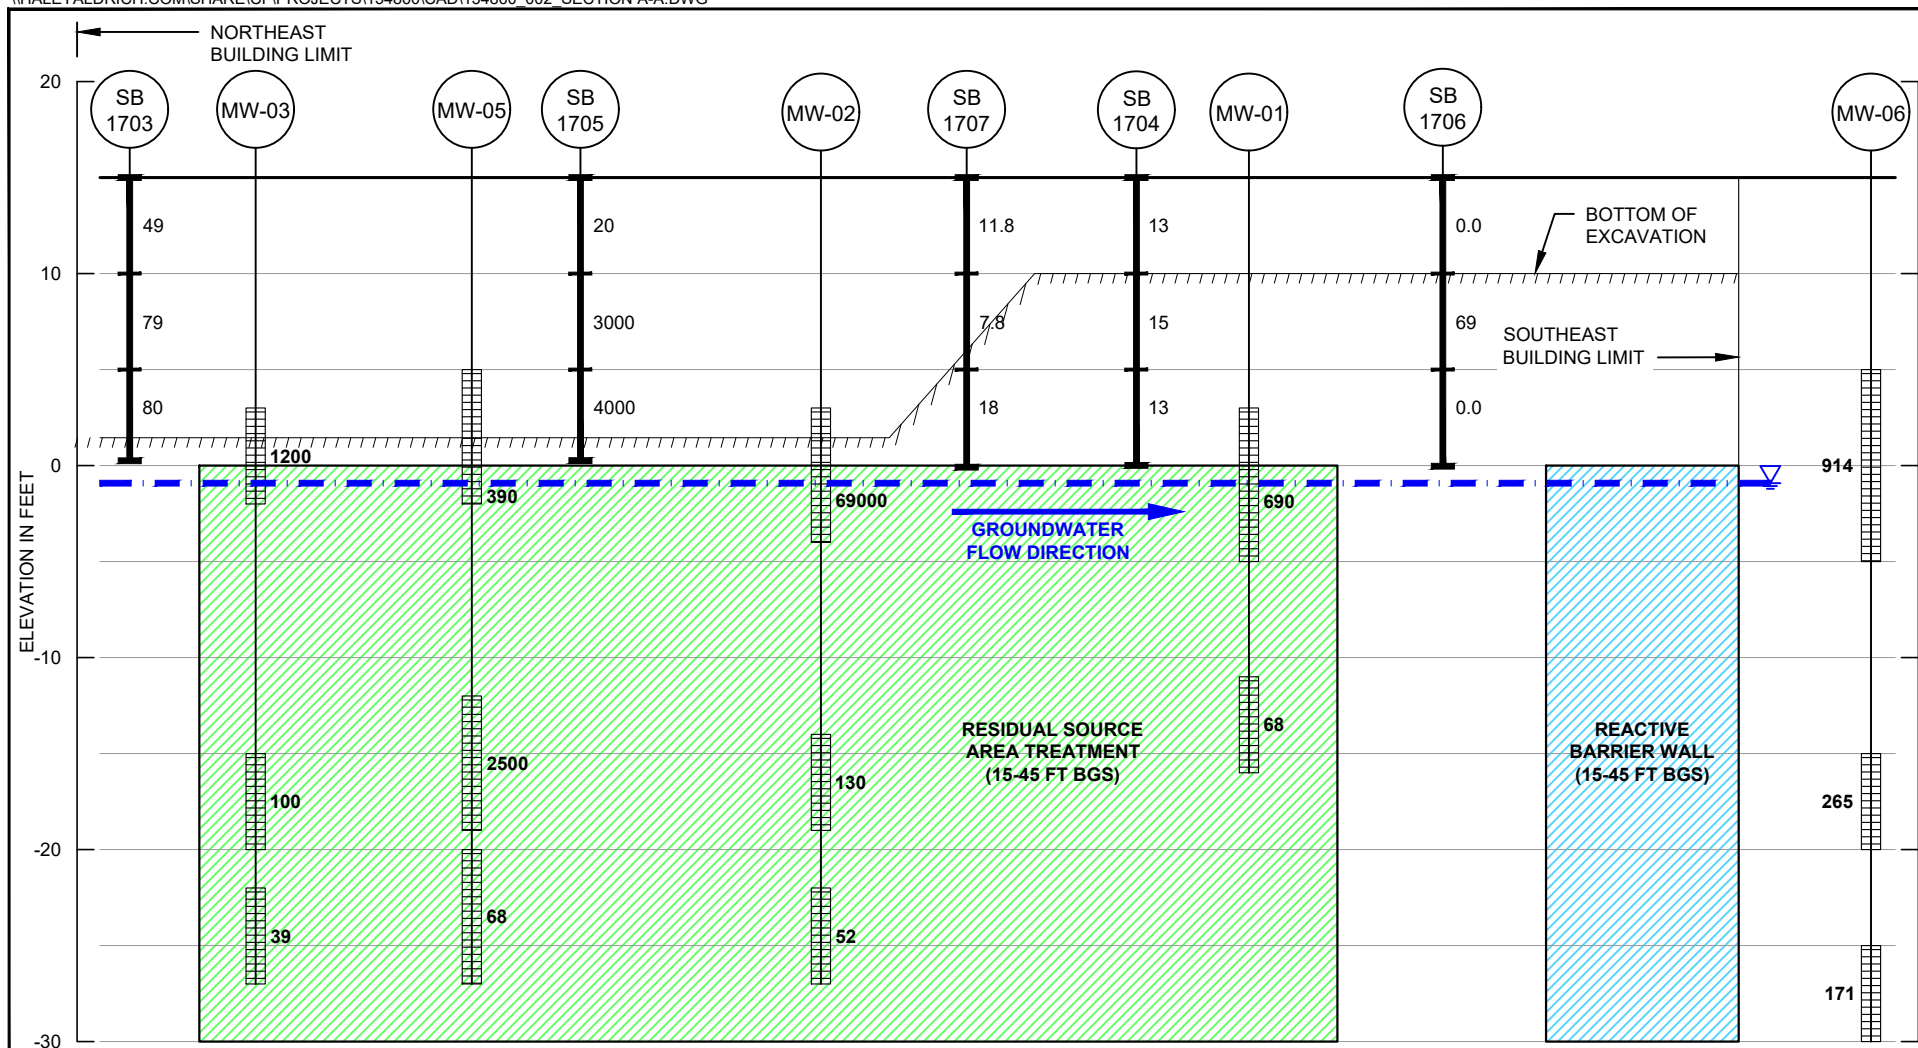 NORTHEAST
BUILDING LIMIT
20
SB
1703
MW-03
MW-05
SB
1705
MW-02
SB
1707
SB
1704
MW-01
SB
1706
MW-06
49
20
11.8
13
0.0
BOTTOM OF
EXCAVATION
10
79
3000
7.8
15
69
SOUTHEAST
BUILDING LIMIT
80
4000
18
13
0.0
0
1200
914
390
69000
690
GROUNDWATER
FLOW DIRECTION
ELEVATION IN FEET
-10
RESIDUAL SOURCE
AREA TREATMENT
(15-45 FT BGS)
68
REACTIVE
BARRIER WALL
(15-45 FT BGS)
2500
130
100
265
-20
68
39
52
171
-30